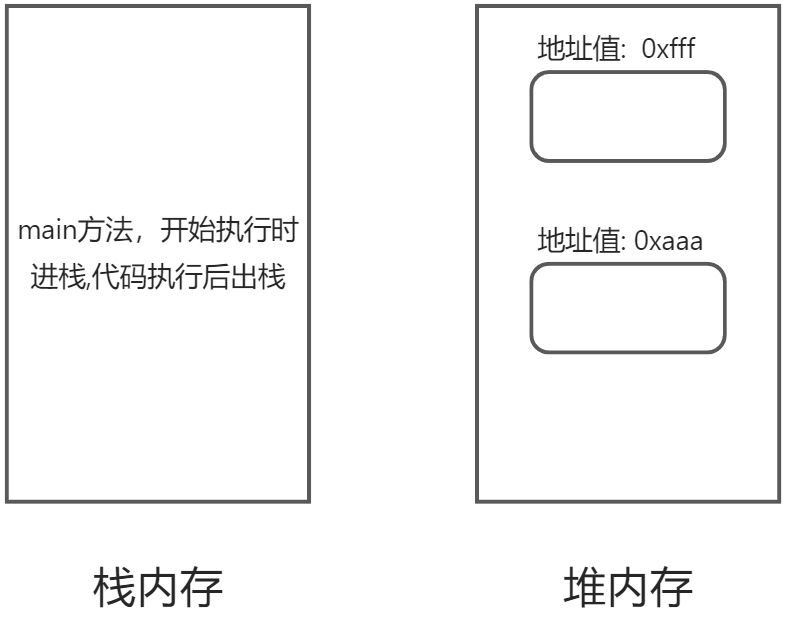 main方法，开始执行时
进栈,代码执行后出栈
栈内存
地址值: 0xfff
地址值: 0xaaa
堆内存